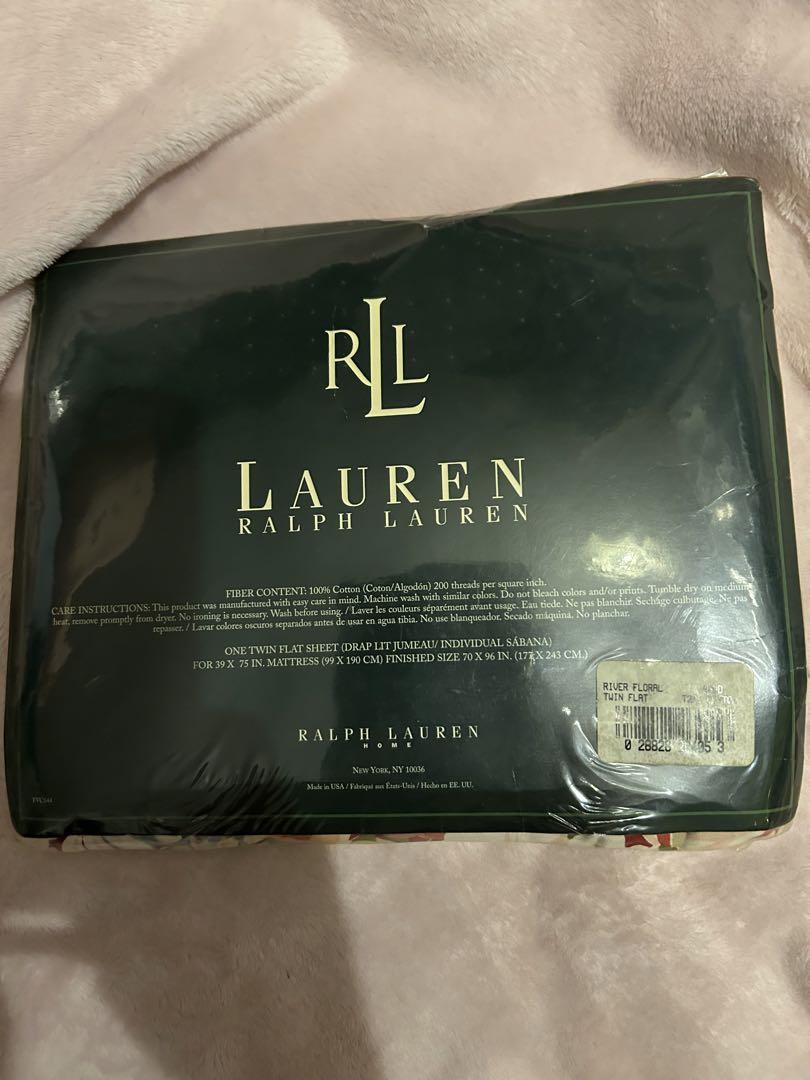 RLL
LAUREN
RALPH LAUREN
FIBER CONTENT: 100% Cotton (Coton/Algodón) 200 threads per square inch.
CARE INSTRUCTIONS: This product was manufactured with easy care in mind. Machine wash with similar colors. Do not bleach colors and/or prints. Tumble dry on medium
heat, remove promptly from dryer. No ironing is necessary. Wash before using. / Laver les couleurs séparément avant usage. Eau tiede. Ne pas blanchir. Sechage culbutage. Ne pas
repasser. / Lavar colores oscuros separados antes de usar en agua tibia. No use blanqueador. Secado máquina. No planchar.
ONE TWIN FLAT SHEET (DRAP LIT JUMEAU/ INDIVIDUAL SÁBANA)
FOR 39 X 75 IN. MATTRESS (99 X 190 CM) FINISHED SIZE 70 X 96 IN. (177 X 243 CM.)
RIVER FLORAL
TWIN FLAT
0 28828 05 3
RALPH LAUREN
HOME
NEW YORK, NY 10036
Made in USA / Fabriqué aux États-Unis / Hecho en EE. UU.